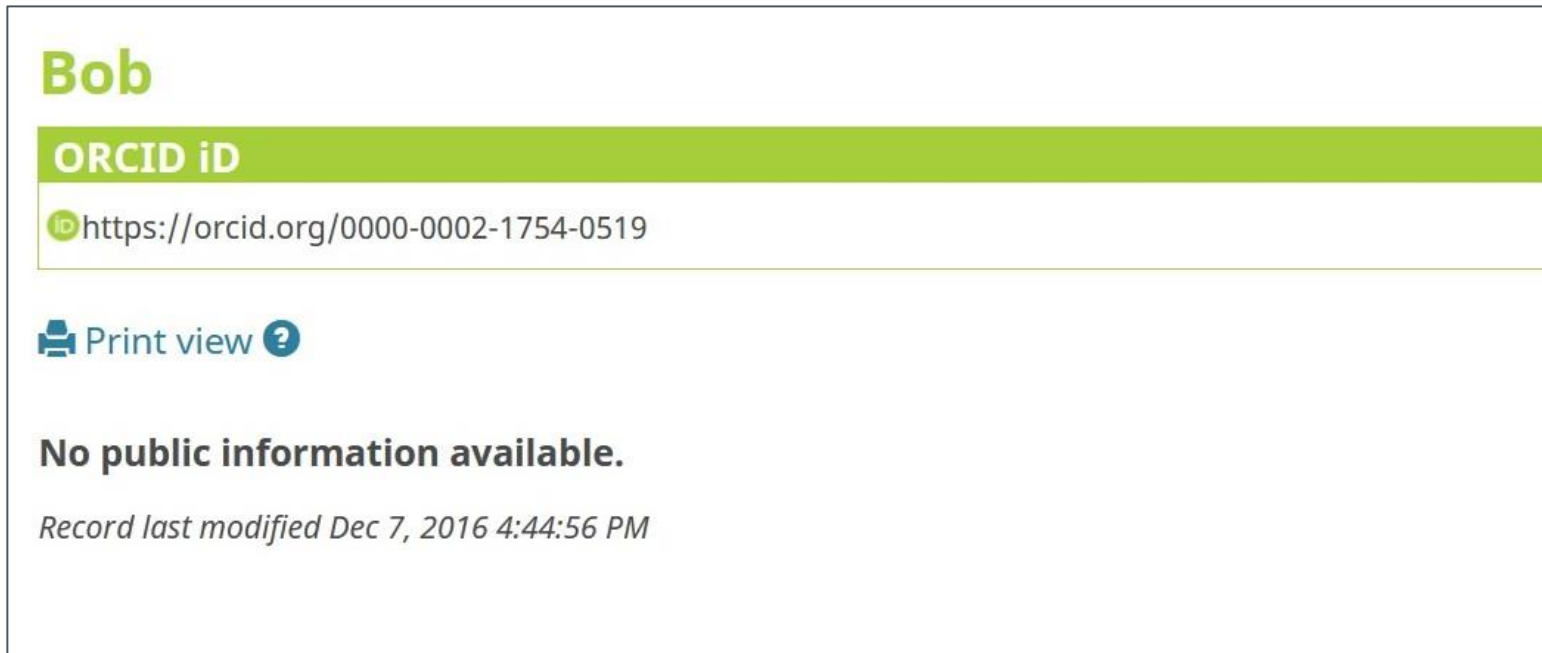 Bob
ORCID iD
iD https://orcid.org/0000-0002-1754-0519
Print view ?
No public information available.
Record last modified Dec 7, 2016 4:44:56 PM